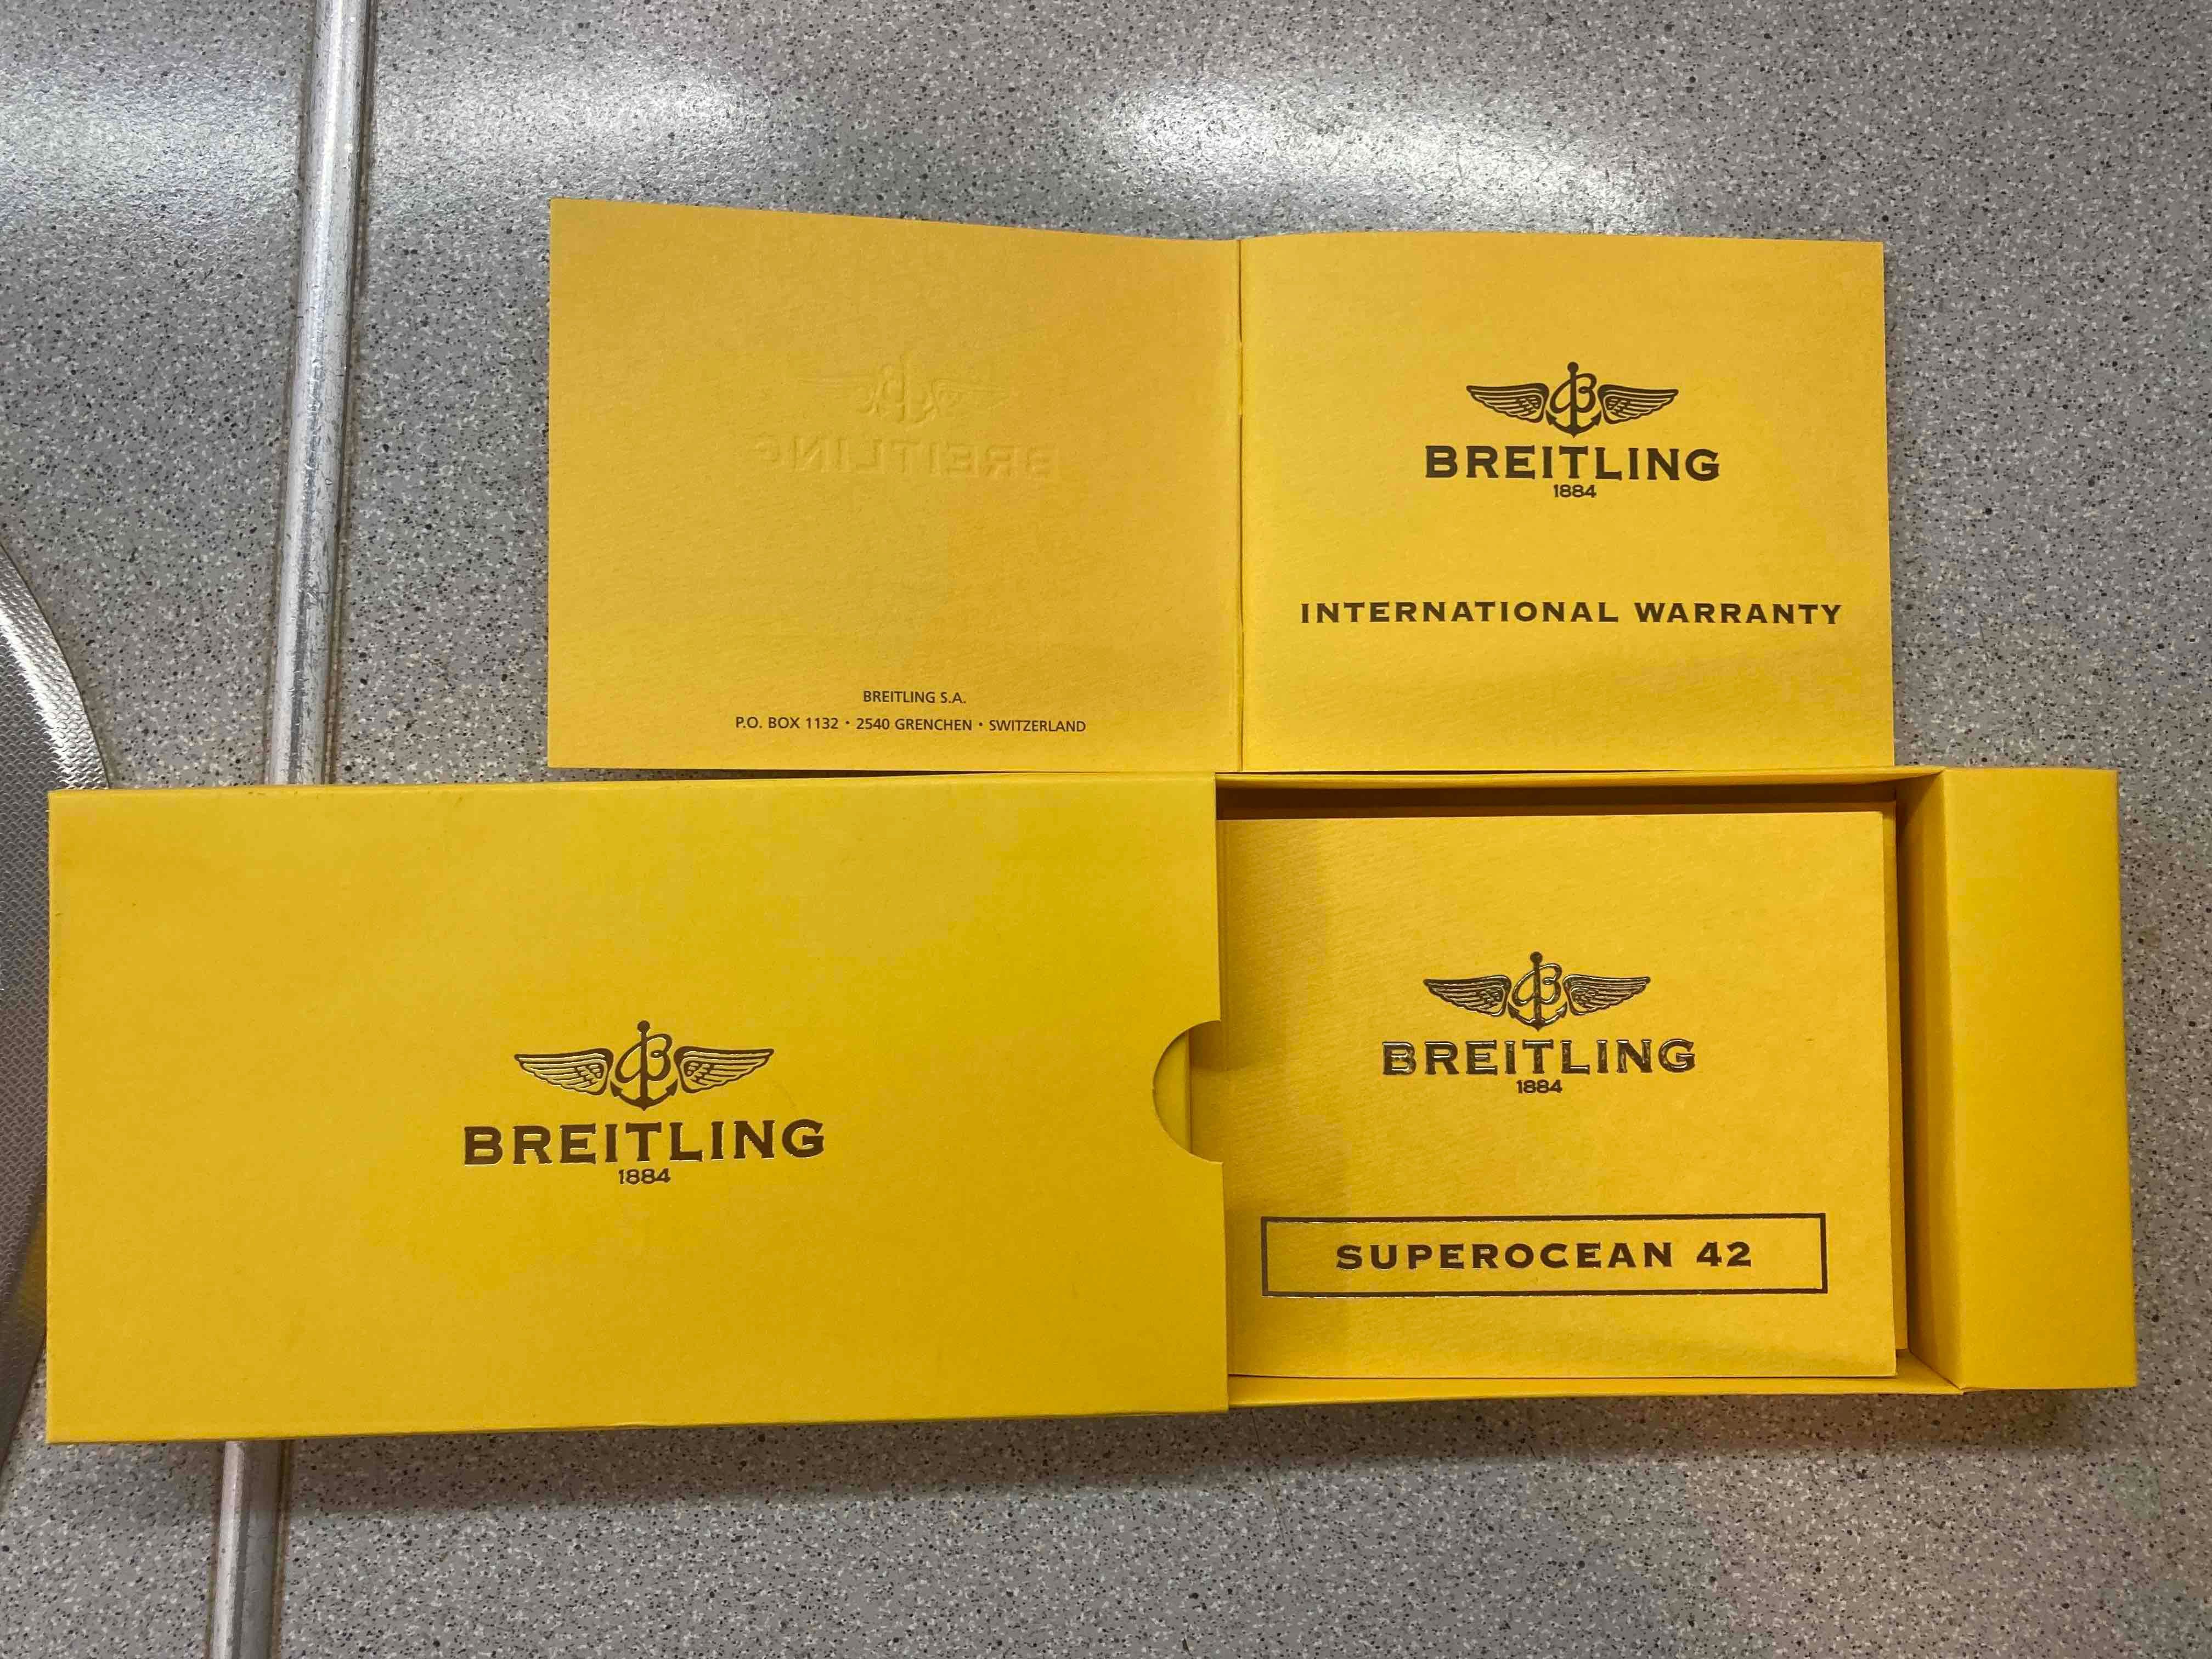 BREITLING
BREITLING S.A.
P.O. BOX 1132 • 2540 GRENCHEN • SWITZERLAND
BREITLING
1884
INTERNATIONAL WARRANTY
BREITLING
1884
BREITLING
1884
SUPEROCEAN 42